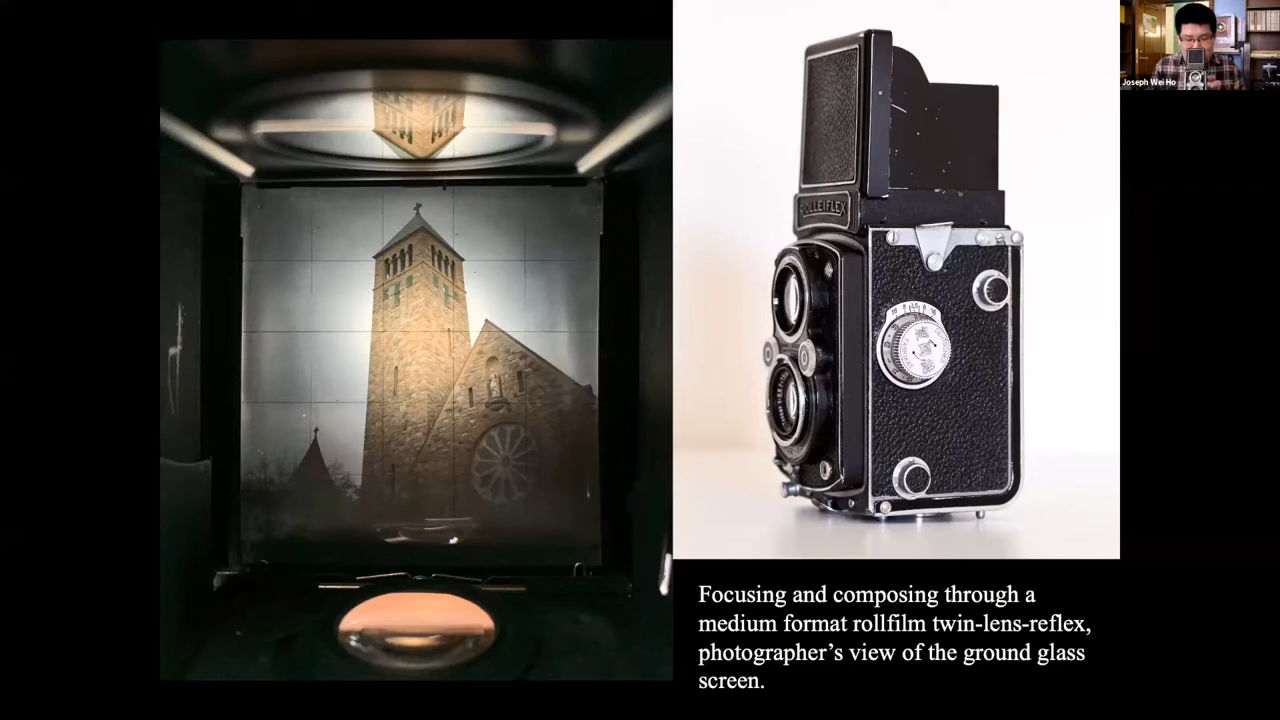 Joseph Wei Ho
ROLLEIFLEX
Focusing and composing through a
medium format rollfilm twin-lens-reflex,
photographer’s view of the ground glass
screen.